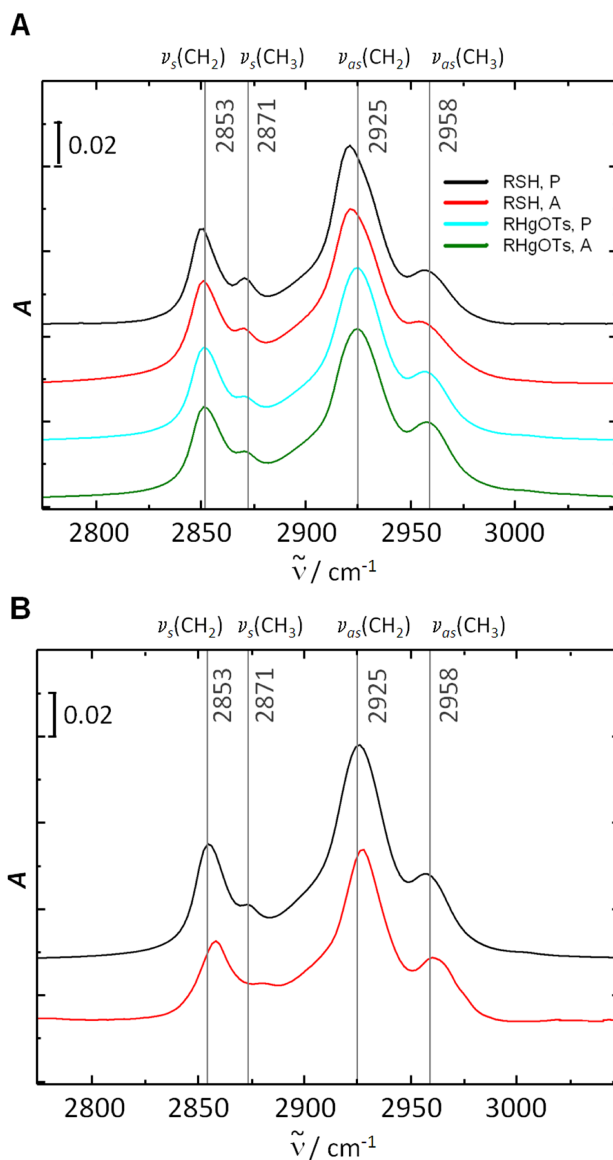 A
νs(CH2) νs(CH3) νas(CH2) νas(CH3)
2853 2871 2925 2958
0.02
RSH, P
RSH, A
RHgOTs, P
RHgOTs, A
A
2800 2850 2900 2950 3000
ν̃ / cm-1
B
νs(CH2) νs(CH3) νas(CH2) νas(CH3)
2853 2871 2925 2958
0.02
A
2800 2850 2900 2950 3000
ν̃ / cm-1